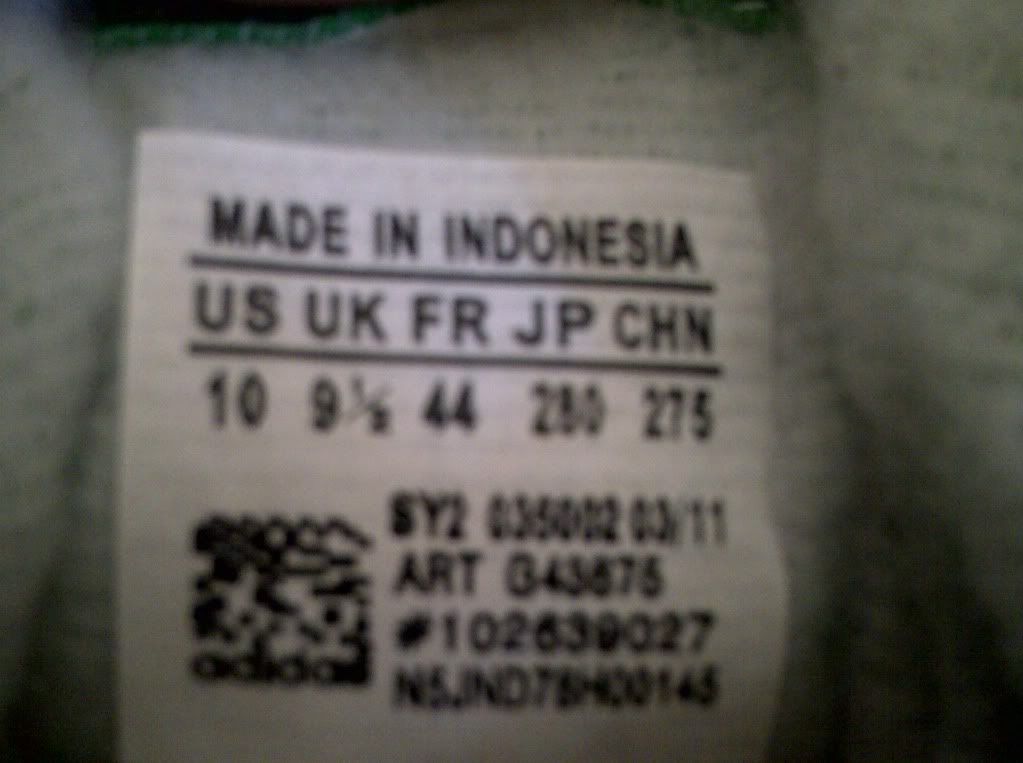 MADE IN INDONESIA
US UK FR JP CHN
10 9½ 44 280 275
SY2 035002 03/11
ART G43675
#102639027
adidas